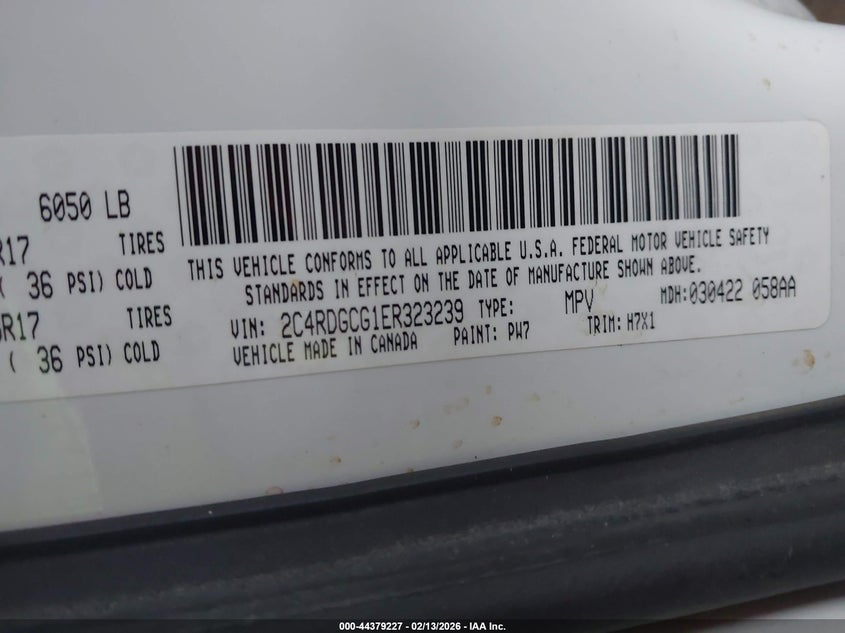 6050 LB
R17 TIRES
( 36 PSI) COLD
R17 TIRES
( 36 PSI) COLD
THIS VEHICLE CONFORMS TO ALL APPLICABLE U.S.A. FEDERAL MOTOR VEHICLE SAFETY
STANDARDS IN EFFECT ON THE DATE OF MANUFACTURE SHOWN ABOVE.
VIN: 2C4RDGCG1ER323239 TYPE: MPV MDH:030422 058AA
VEHICLE MADE IN CANADA PAINT: PW7 TRIM: H7X1
000-44379227 - 02/13/2026 - IAA Inc.